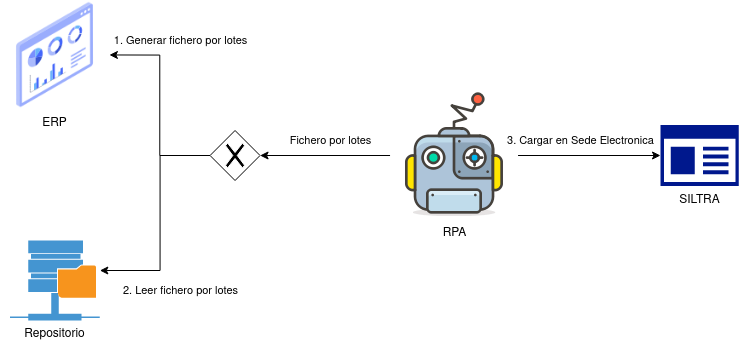 1. Generar fichero por lotes
ERP
Fichero por lotes
3. Cargar en Sede Electronica
SILTRA
RPA
2. Leer fichero por lotes
Repositorio